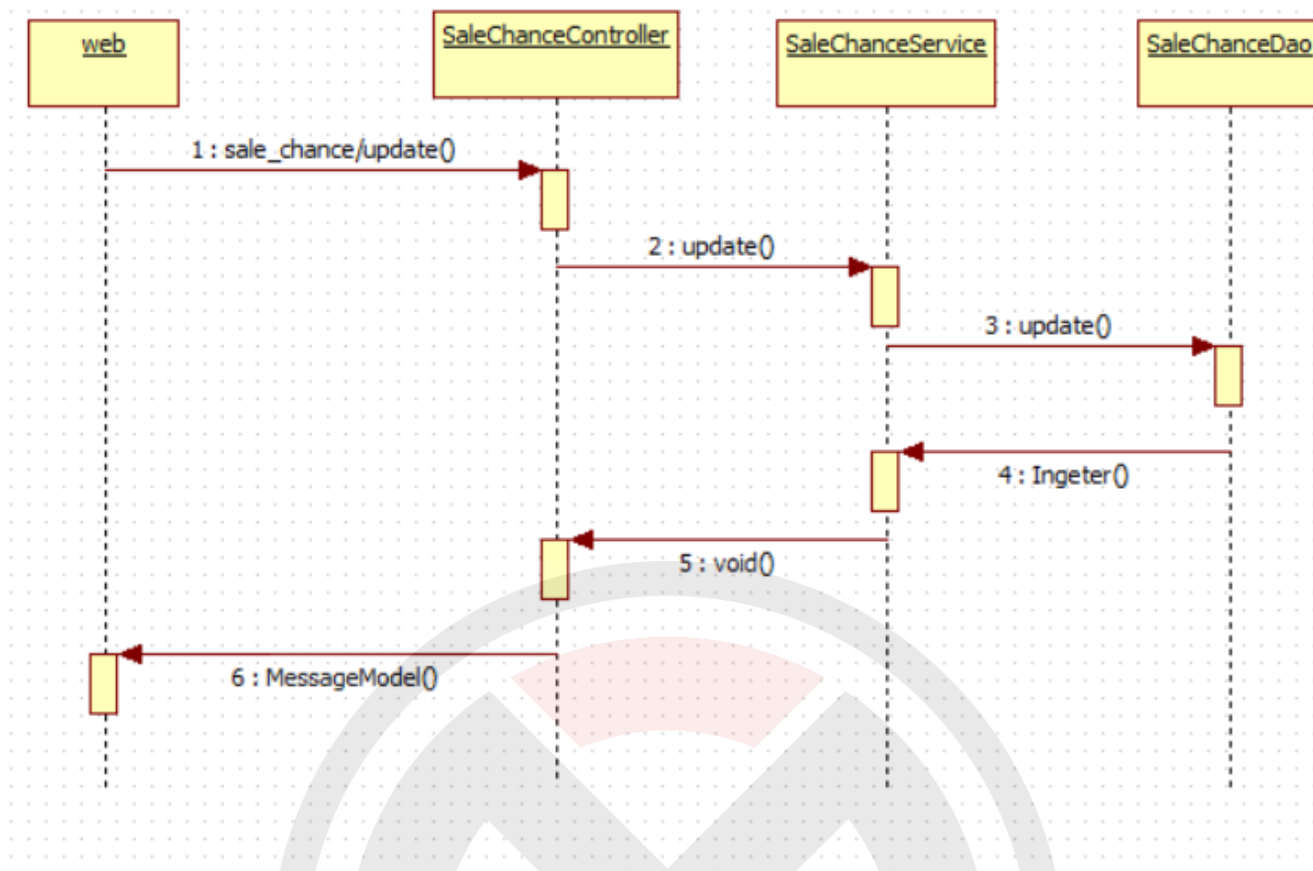 web
SaleChanceController
SaleChanceService
SaleChanceDao
1 : sale_chance/update()
2 : update()
3 : update()
4 : Ingeter()
5 : void()
6 : MessageModel()